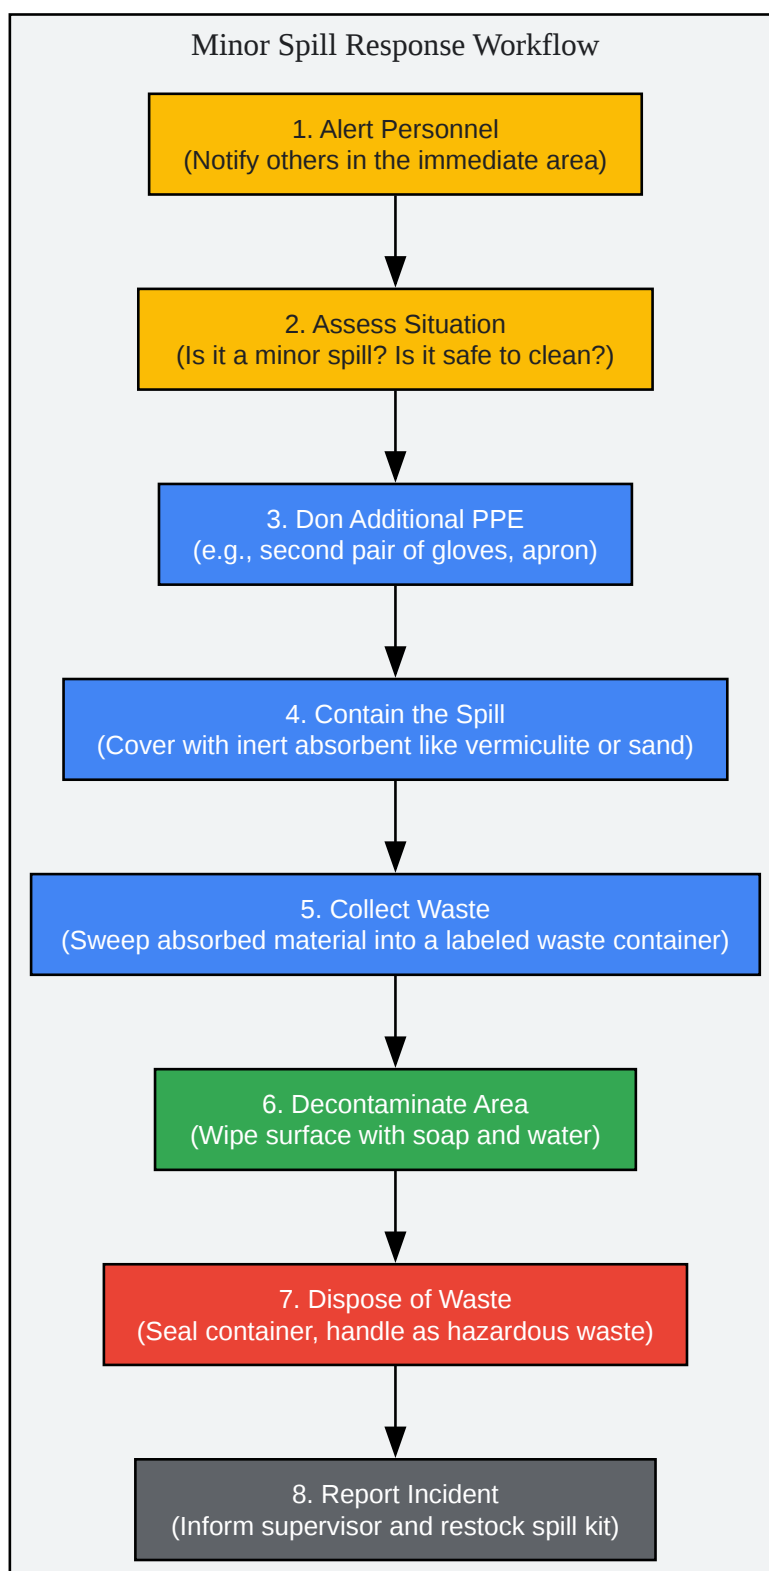 Minor Spill Response Workflow
1. Alert Personnel
(Notify others in the immediate area)
2. Assess Situation
(Is it a minor spill? Is it safe to clean?)
3. Don Additional PPE
(e.g., second pair of gloves, apron)
4. Contain the Spill
(Cover with inert absorbent like vermiculite or sand)
5. Collect Waste
(Sweep absorbed material into a labeled waste container)
6. Decontaminate Area
(Wipe surface with soap and water)
7. Dispose of Waste
(Seal container, handle as hazardous waste)
8. Report Incident
(Inform supervisor and restock spill kit)